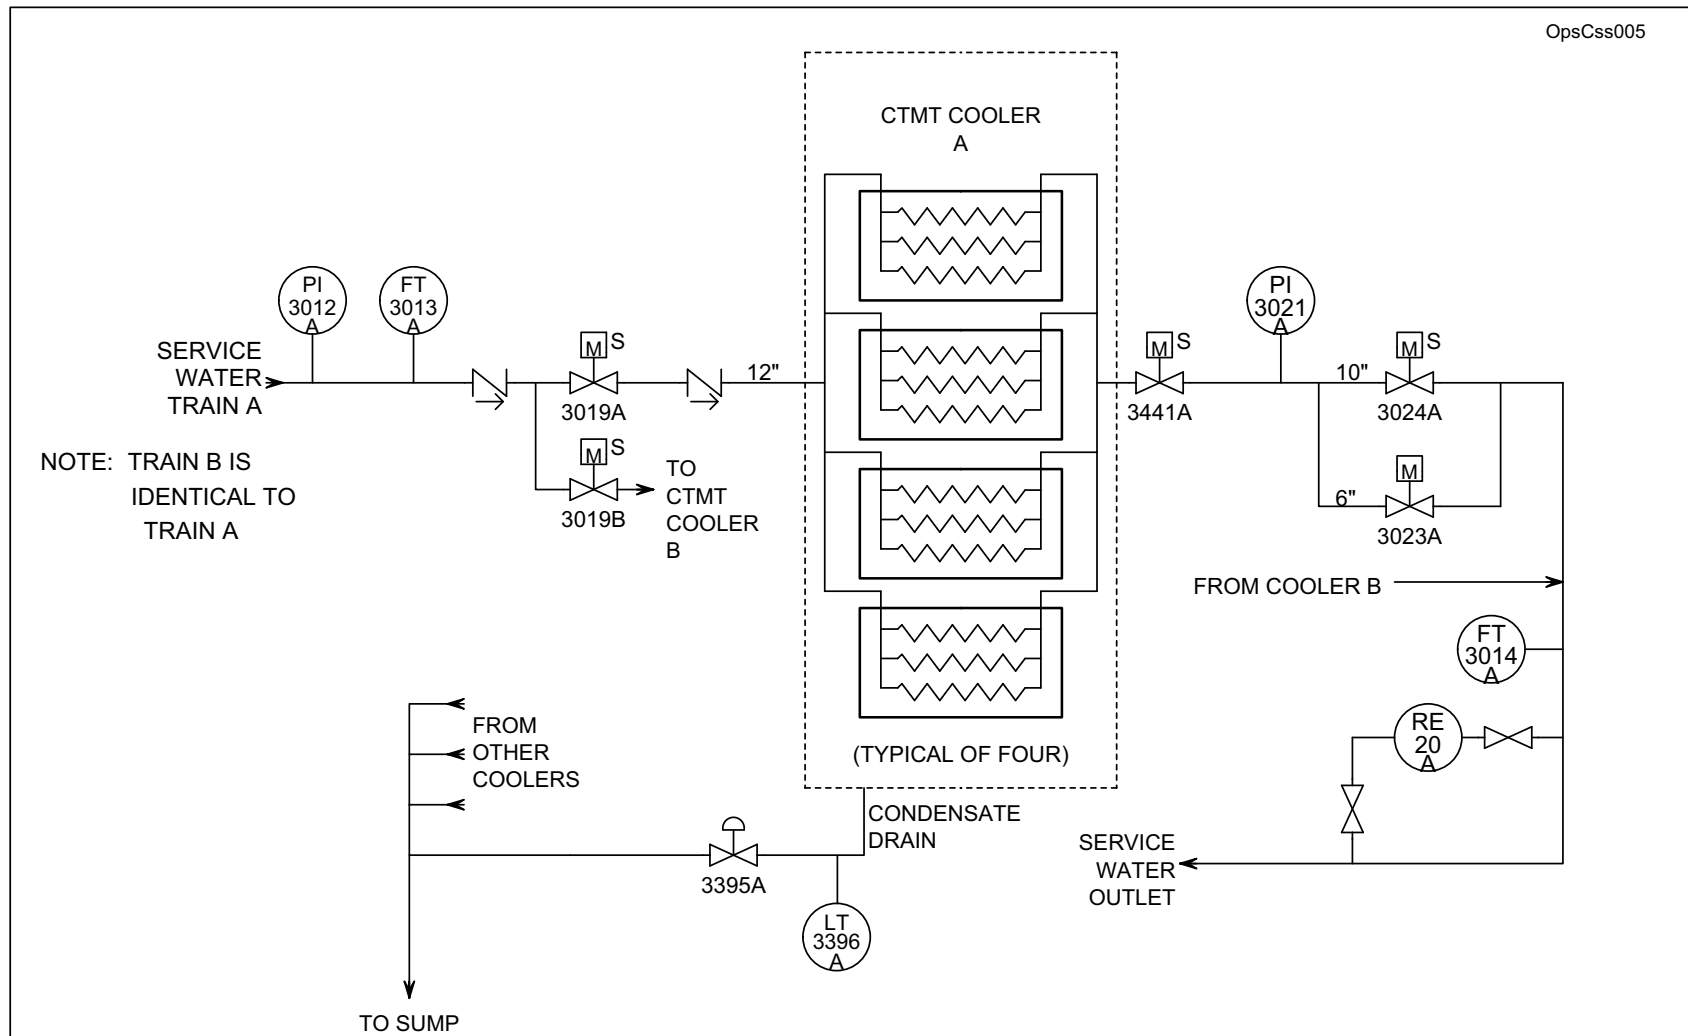 OpsCss005
CTMT COOLER
A
PI
3012
A
FT
3013
A
SERVICE
WATER
TRAIN A
M S
3019A
12"
M S
3019B
TO
CTMT
COOLER
B
NOTE: TRAIN B IS
IDENTICAL TO
TRAIN A
M S
3441A
PI
3021
A
10"
M S
3024A
6"
M
3023A
FROM COOLER B
FT
3014
A
RE
20
A
(TYPICAL OF FOUR)
FROM
OTHER
COOLERS
CONDENSATE
DRAIN
3395A
LT
3396
A
SERVICE
WATER
OUTLET
TO SUMP